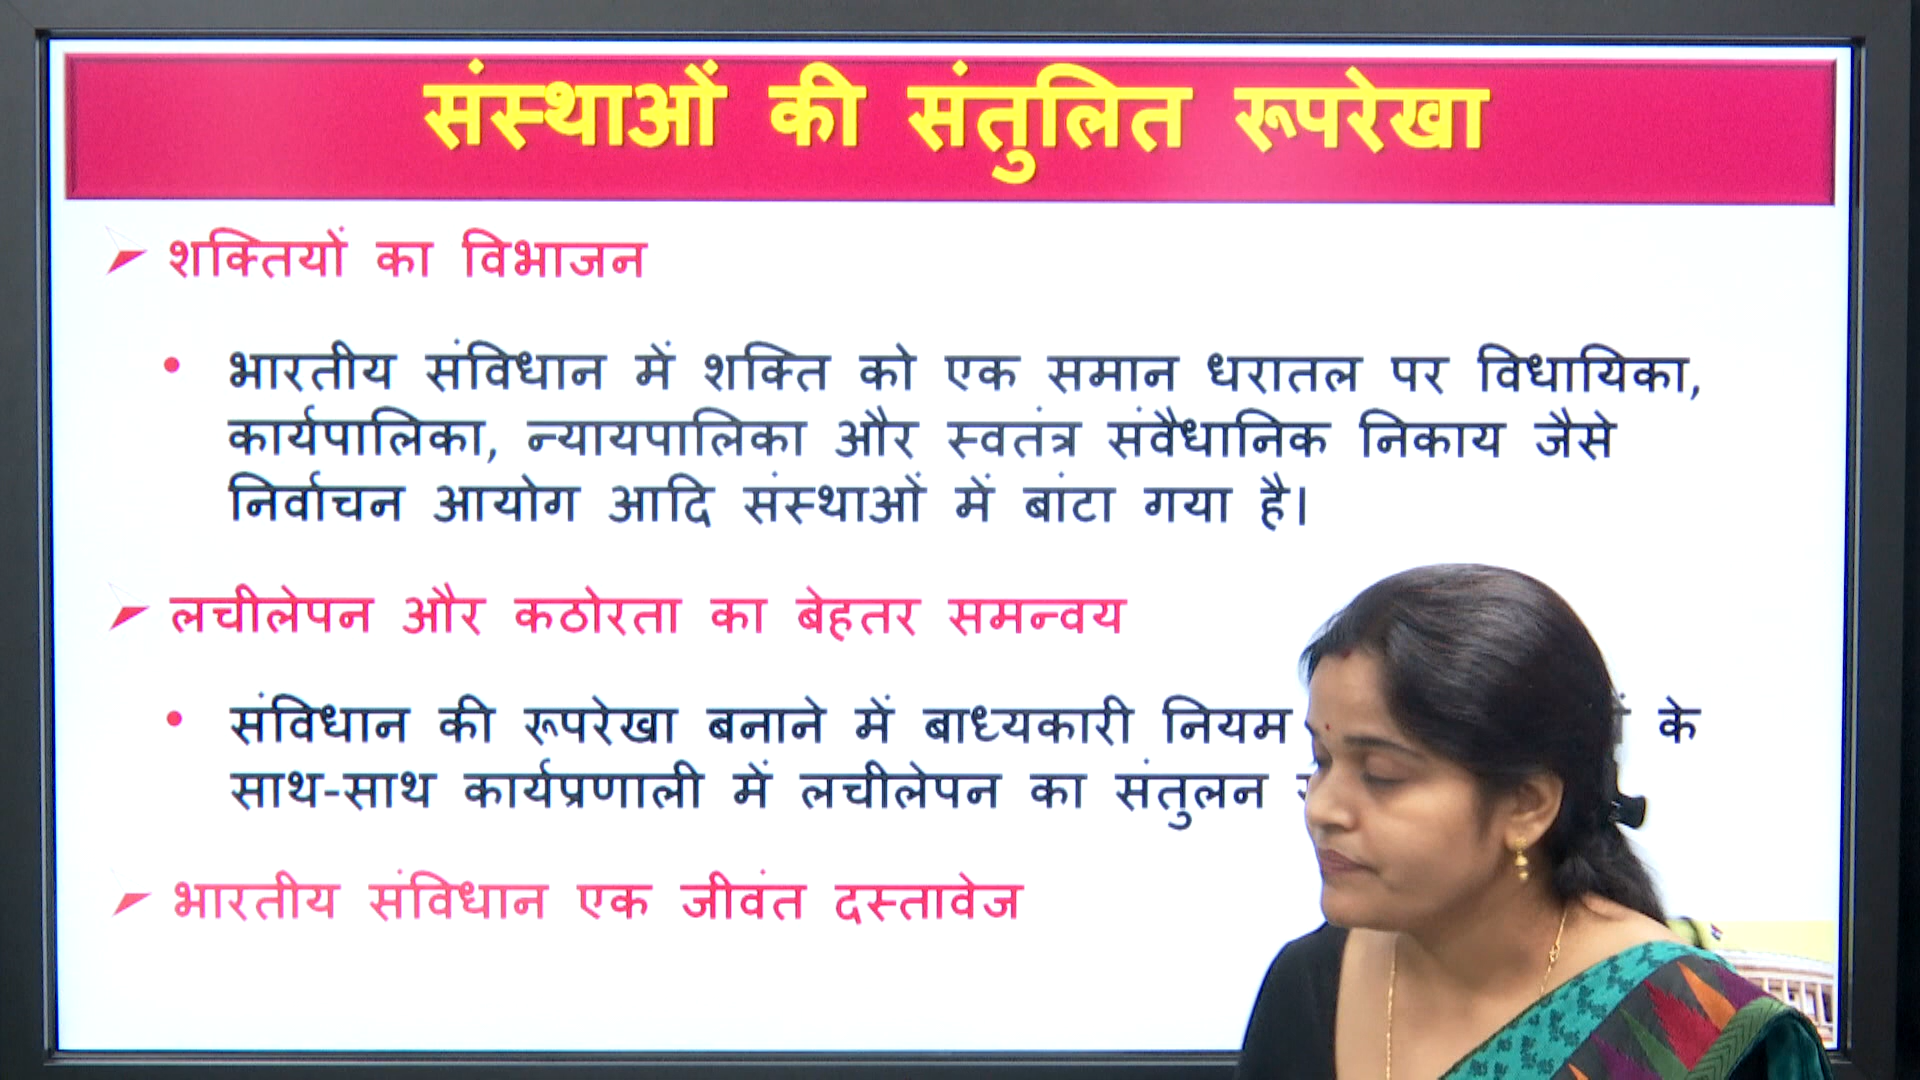 संस्थाओं की संतुलित रूपरेखा
शक्तियों का विभाजन
भारतीय संविधान में शक्ति को एक समान धरातल पर विधायिका,
कार्यपालिका, न्यायपालिका और स्वतंत्र संवैधानिक निकाय जैसे
निर्वाचन आयोग आदि संस्थाओं में बांटा गया है।
लचीलेपन और कठोरता का बेहतर समन्वय
संविधान की रूपरेखा बनाने में बाध्यकारी नियम के
साथ-साथ कार्यप्रणाली में लचीलेपन का संतुलन
भारतीय संविधान एक जीवंत दस्तावेज